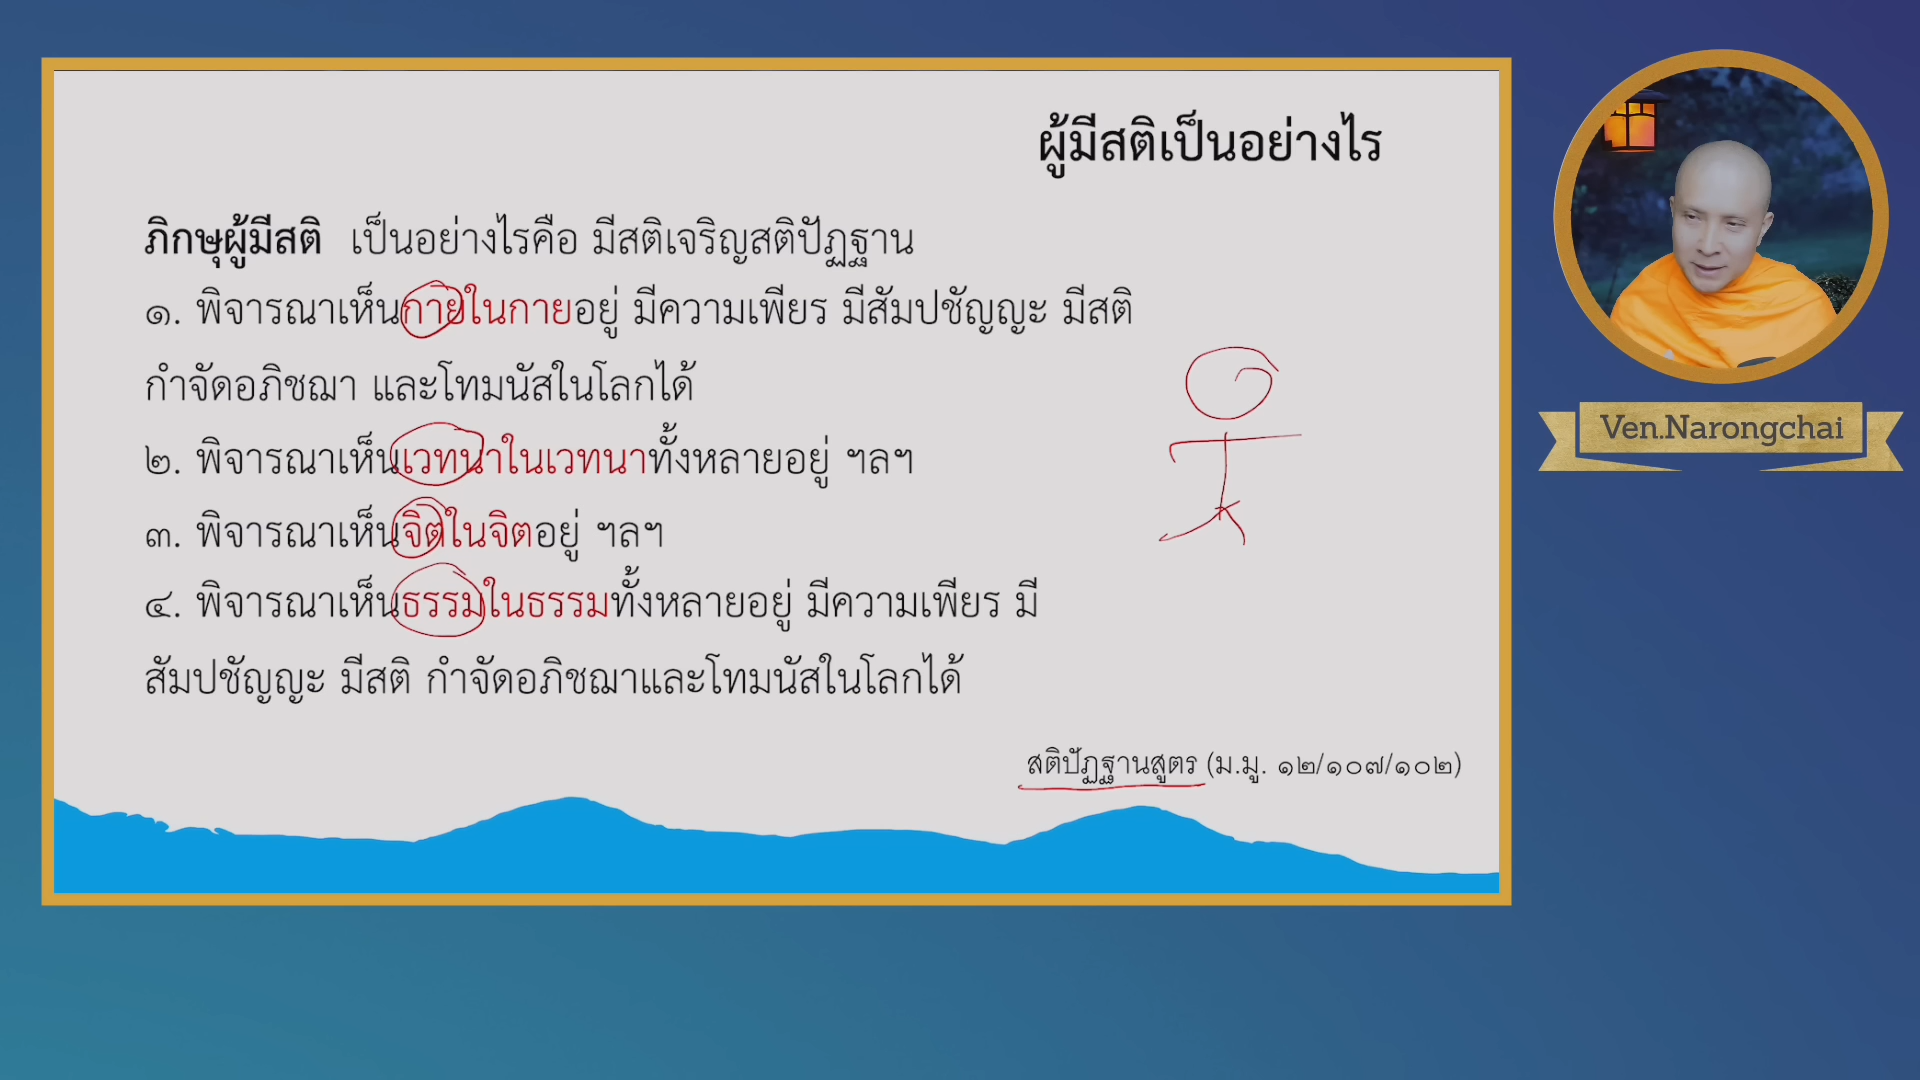 ผู้มีสติเป็นอย่างไร
ภิกษุผู้มีสติ เป็นอย่างไรคือ มีสติเจริญสติปัฏฐาน
๑. พิจารณาเห็นกายในกายอยู่ มีความเพียร มีสัมปชัญญะ มีสติ
กำจัดอภิชฌา และโทมนัสในโลกได้
๒. พิจารณาเห็นเวทนาในเวทนาทั้งหลายอยู่ ฯลฯ
๓. พิจารณาเห็นจิตในจิตอยู่ ฯลฯ
๔. พิจารณาเห็นธรรมในธรรมทั้งหลายอยู่ มีความเพียร มี
สัมปชัญญะ มีสติ กำจัดอภิชฌาและโทมนัสในโลกได้
สติปัฏฐานสูตร (ม.มู. ๑๒/๑๐๗/๑๐๒)
Ven.Narongchai